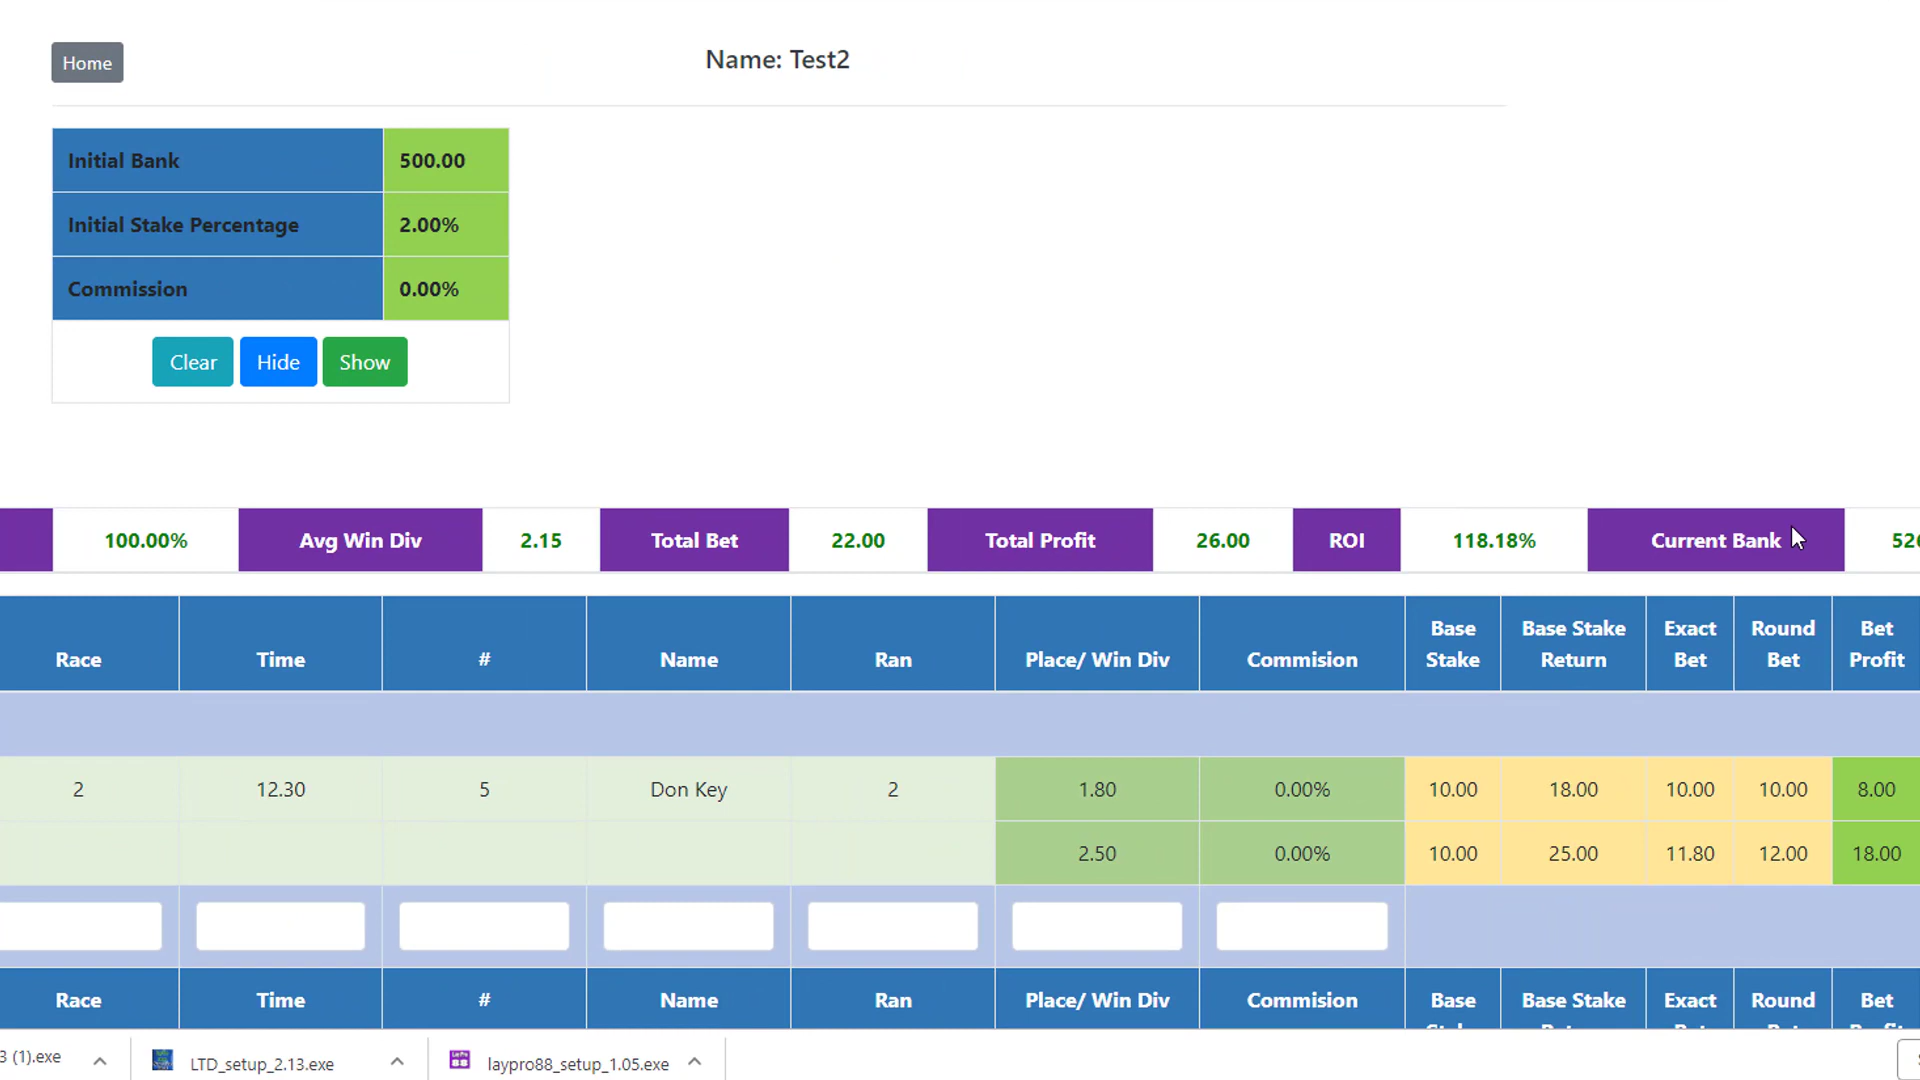 Home
Name: Test2
Initial Bank 500.00
Initial Stake Percentage 2.00%
Commission 0.00%
Clear Hide Show
100.00% Avg Win Div 2.15 Total Bet 22.00 Total Profit 26.00 ROI 118.18% Current Bank
Race Time # Name Ran Place/ Win Div Commision Base Stake Base Stake Return Exact Bet Round Bet Bet Profit
2 12.30 5 Don Key 2 1.80 0.00% 10.00 18.00 10.00 10.00 8.00
2.50 0.00% 10.00 25.00 11.80 12.00 18.00
Race Time # Name Ran Place/ Win Div Commision Base Base Stake Exact Round Bet
3 (1).exe LTD_setup_2.13.exe laypro88_setup_1.05.exe